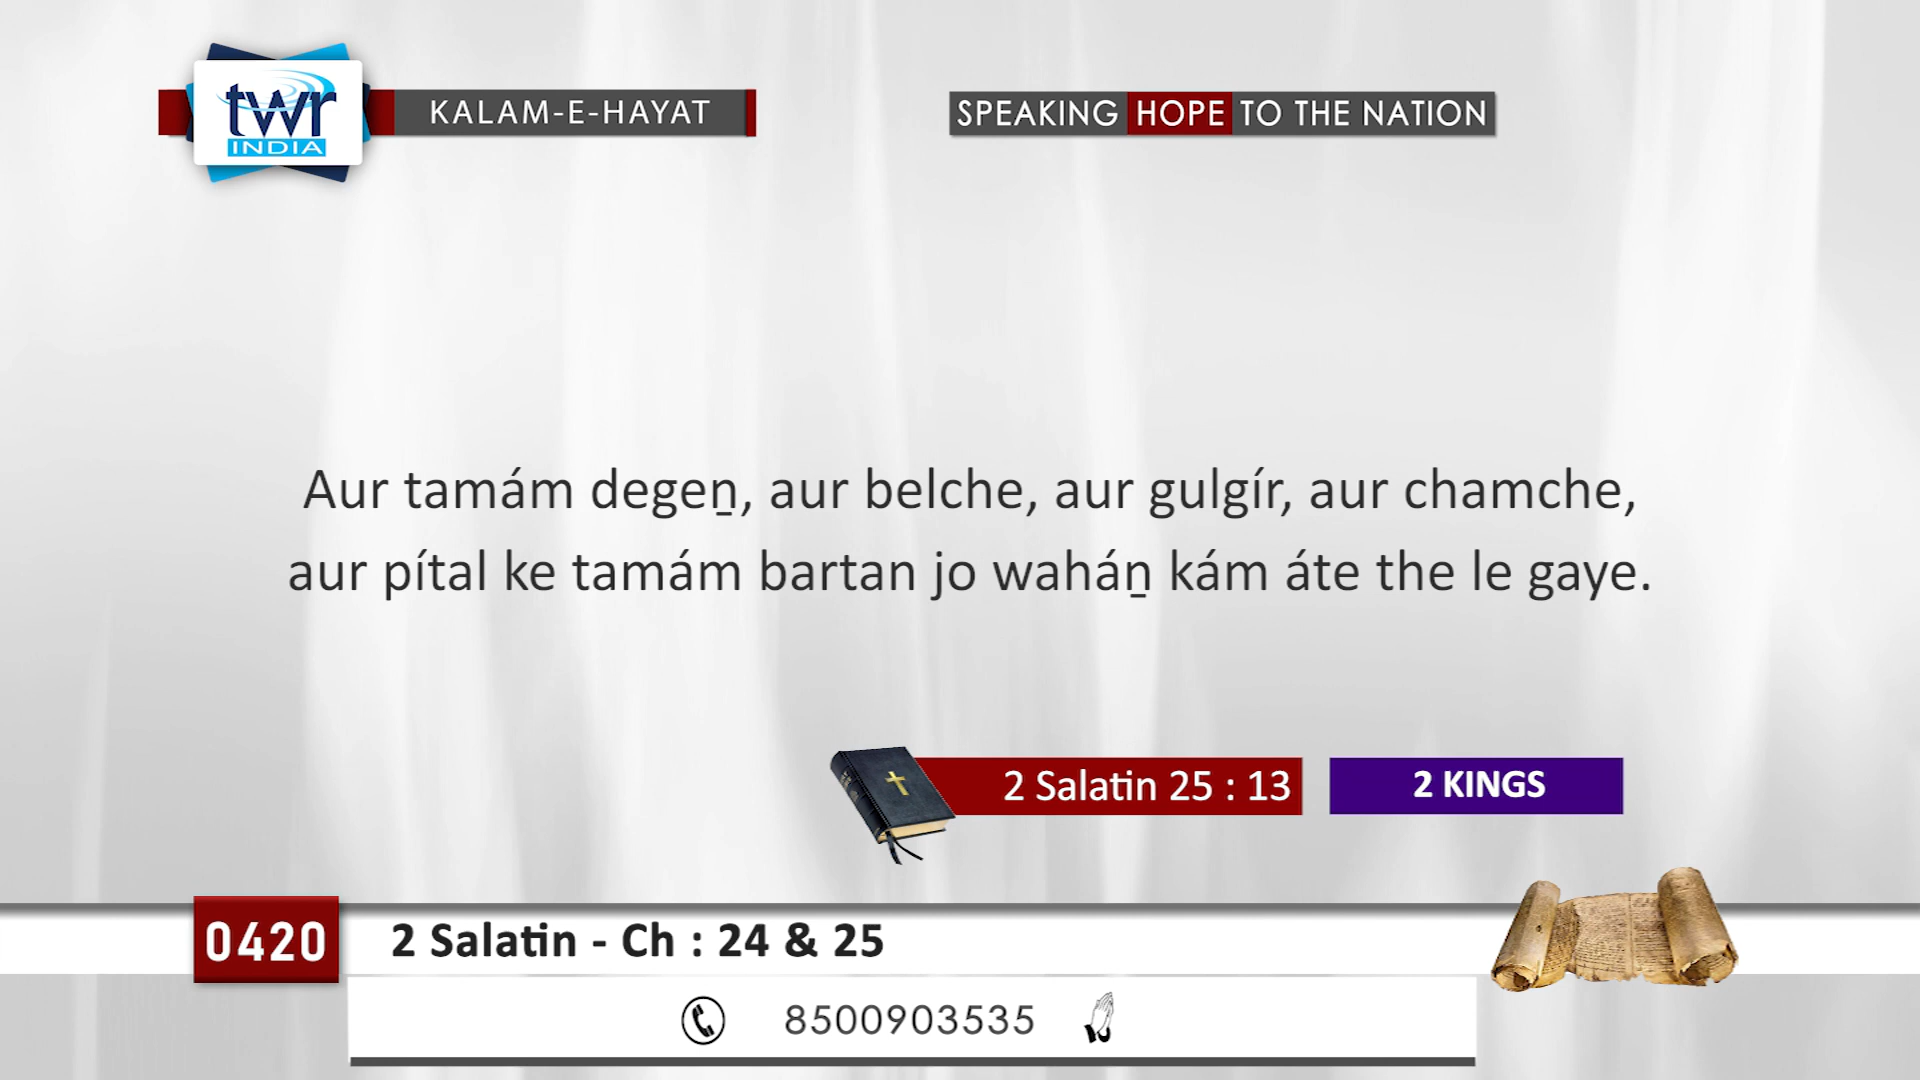 twr
INDIA
KALAM-E-HAYAT
SPEAKING HOPE TO THE NATION
Aur tamám degeṉ, aur belche, aur gulgír, aur chamche,
aur pítal ke tamám bartan jo waháṉ kám áte the le gaye.
2 Salatin 25 : 13
2 KINGS
0420
2 Salatin - Ch : 24 & 25
8500903535